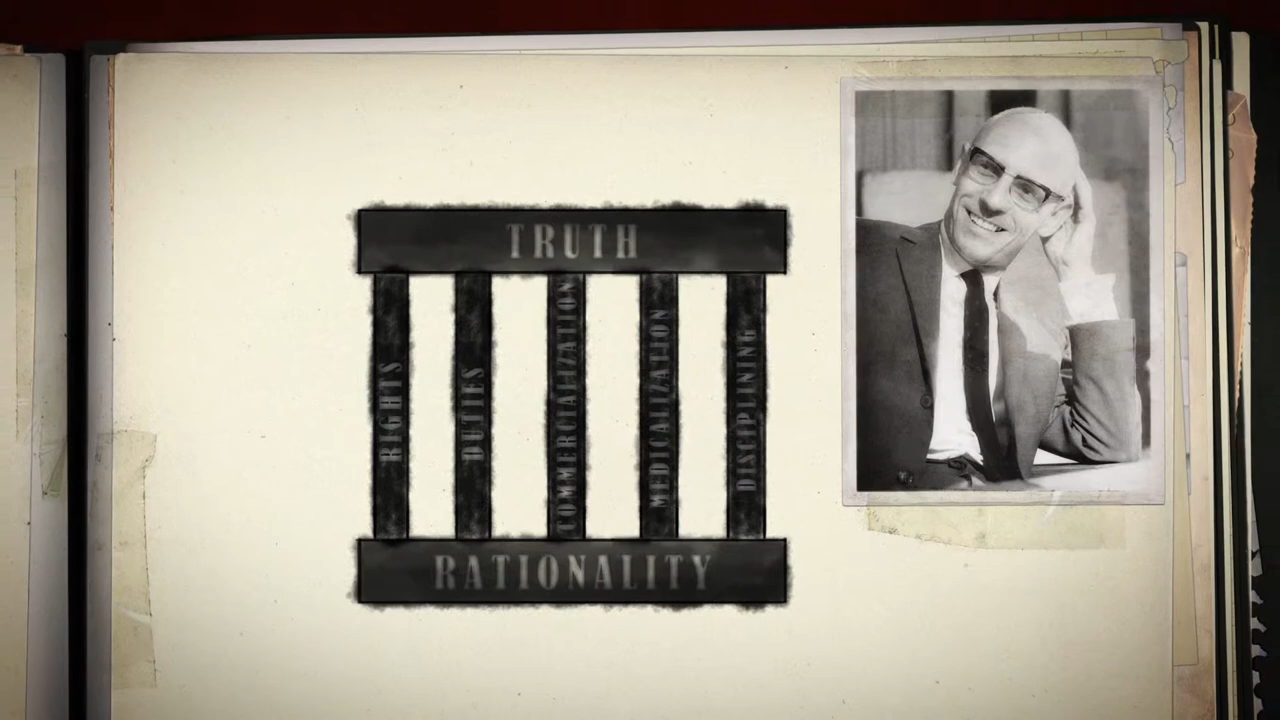 TRUTH
RIGHTS
DUTIES
COMMERCIALIZATION
MEDICALIZATION
DISCIPLINING
RATIONALITY